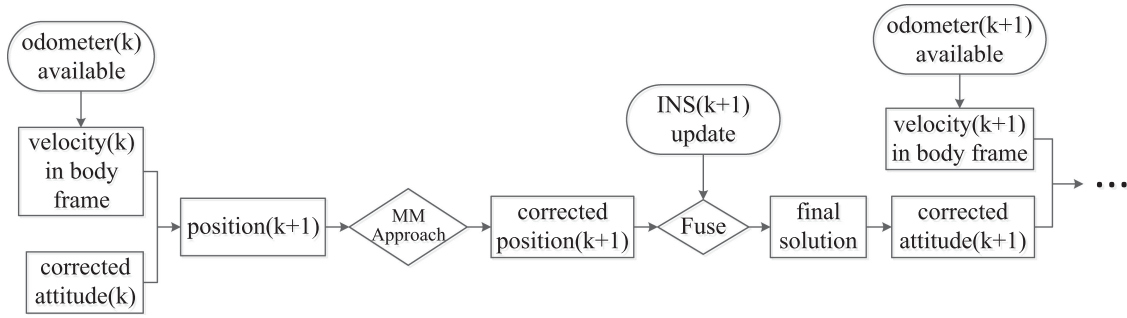 odometer(k)
available
velocity(k)
in body
frame
corrected
attitude(k)
position(k+1)
MM
Approach
corrected
position(k+1)
INS(k+1)
update
Fuse
final
solution
odometer(k+1)
available
velocity(k+1)
in body frame
corrected
attitude(k+1)
...